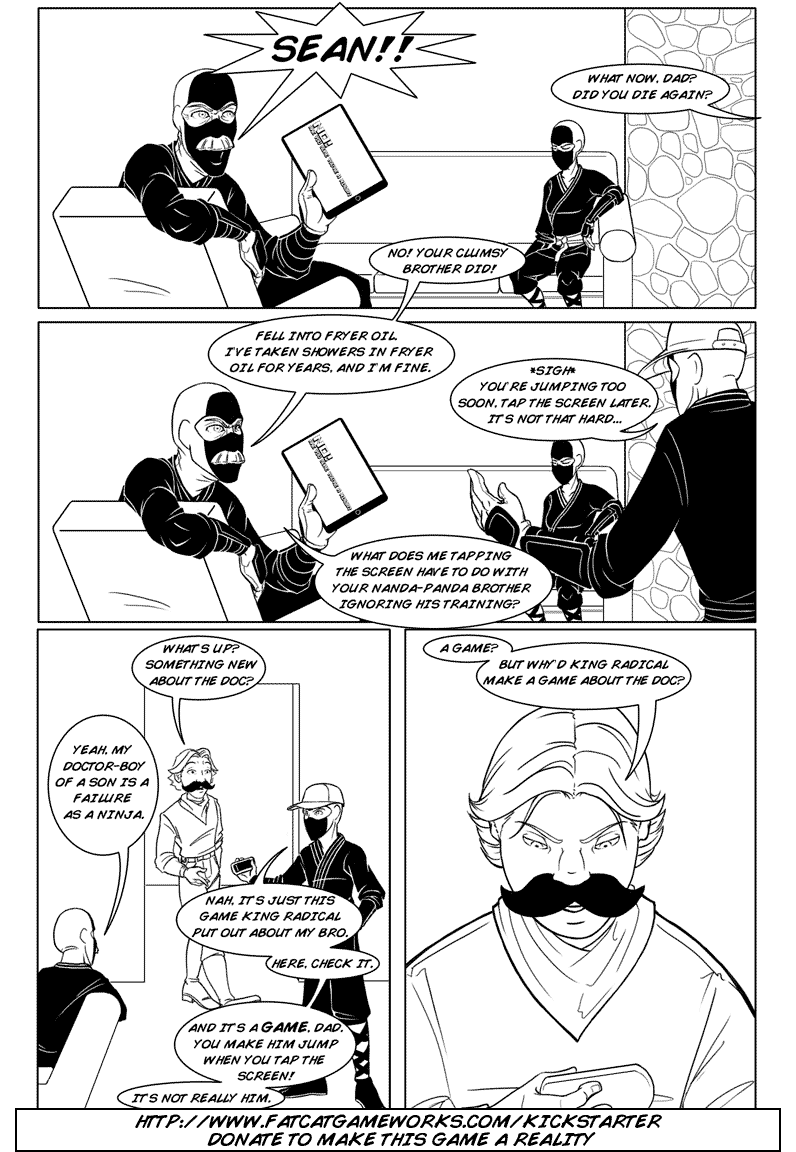 SEAN!!
WHAT NOW, DAD?
DID YOU DIE AGAIN?
NO! YOUR CLUMSY
BROTHER DID!
FELL INTO FRYER OIL.
I'VE TAKEN SHOWERS IN FRYER
OIL FOR YEARS, AND I'M FINE.
*SIGH*
YOU'RE JUMPING TOO
SOON. TAP THE SCREEN LATER.
IT'S NOT THAT HARD...
WHAT DOES ME TAPPING
THE SCREEN HAVE TO DO WITH
YOUR NANDA-PANDA BROTHER
IGNORING HIS TRAINING?
WHAT'S UP?
SOMETHING NEW
ABOUT THE DOC?
YEAH, MY
DOCTOR-BOY
OF A SON IS A
FAILURE
AS A NINJA.
NAH, IT'S JUST THIS
GAME KING RADICAL
PUT OUT ABOUT MY BRO.
HERE, CHECK IT.
AND IT'S A GAME, DAD.
YOU MAKE HIM JUMP
WHEN YOU TAP THE
SCREEN!
IT'S NOT REALLY HIM.
A GAME?
BUT WHY'D KING RADICAL
MAKE A GAME ABOUT THE DOC?
HTTP://WWW.FATCATGAMEWORKS.COM/KICKSTARTER
DONATE TO MAKE THIS GAME A REALITY